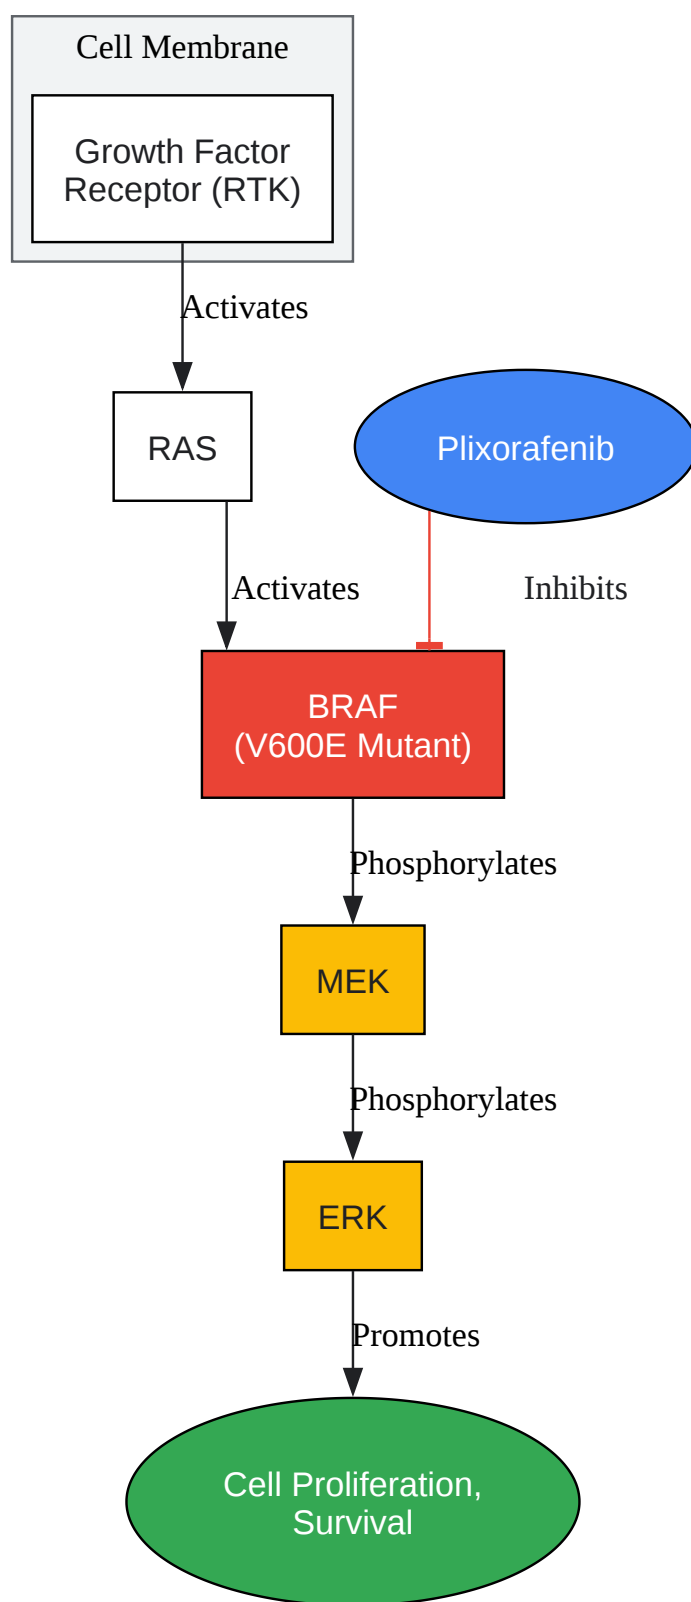 Cell Membrane
Growth Factor
Receptor (RTK)
Activates
RAS
Plixorafenib
Activates
Inhibits
BRAF
(V600E Mutant)
Phosphorylates
MEK
Phosphorylates
ERK
Promotes
Cell Proliferation,
Survival